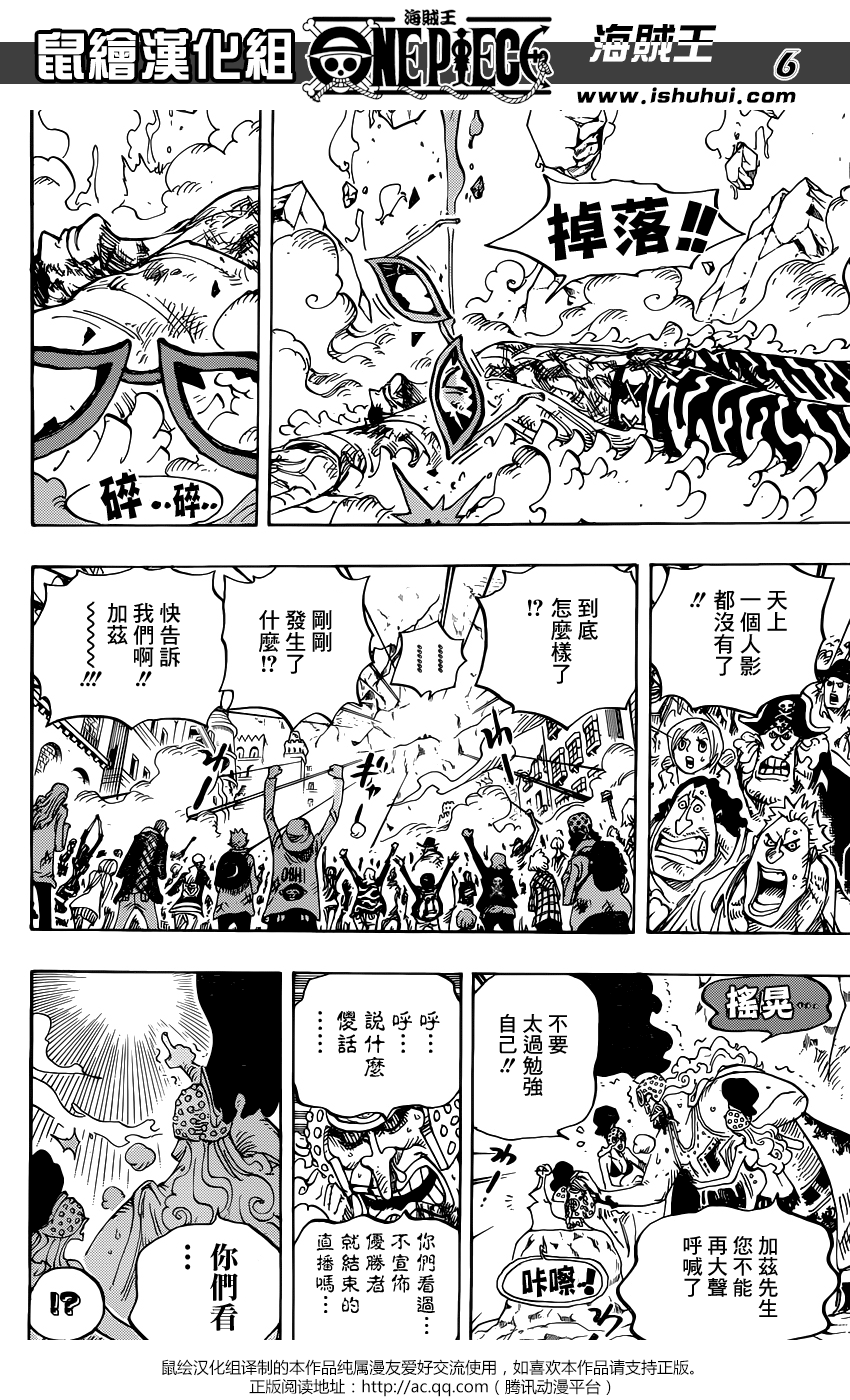 鼠繪漢化組
海賊王
ONE PIECE
海賊王
www.ishuhui.com
6
掉落!!
碎‥碎‥
天上
一個人影
都沒有了
!!
到底
怎麼樣了
!?
剛剛
發生了
什麼!?
快告訴
我們啊!!
加茲
~~~!!!
わー
ギャー
わー
搖晃…
不要
太過勉強
自己!!
加茲先生
您不能
再大聲
呼喊了
咔嚓…!
呼…
呼…
說什麼
傻話
……
你們看過…
不宣佈
優勝者
就結束的
直播嗎…
你們看
…
!?
鼠绘汉化组译制的本作品纯属漫友爱好交流使用，如喜欢本作品请支持正版。
正版阅读地址：http://ac.qq.com（腾讯动漫平台）